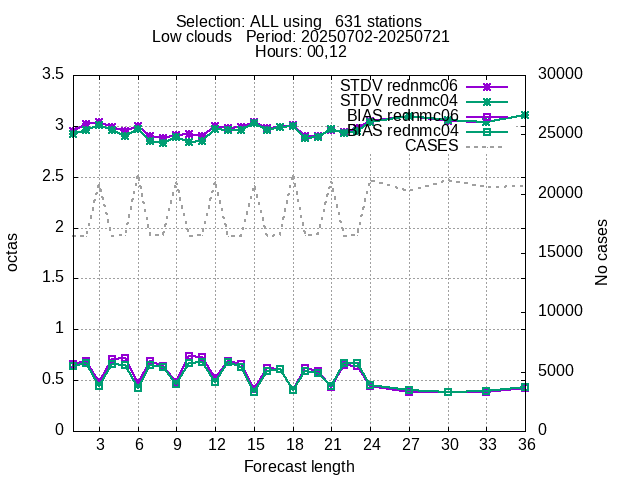 Selection: ALL using   631 stations
Low clouds   Period: 20250702-20250721
Hours: 00,12
3.5
3
2.5
2
1.5
1
0.5
0
octas
STDV rednmc06
STDV rednmc04
BIAS rednmc06
BIAS rednmc04
CASES
30000
25000
20000
15000
10000
5000
0
No cases
3 6 9 12 15 18 21 24 27 30 33 36
Forecast length